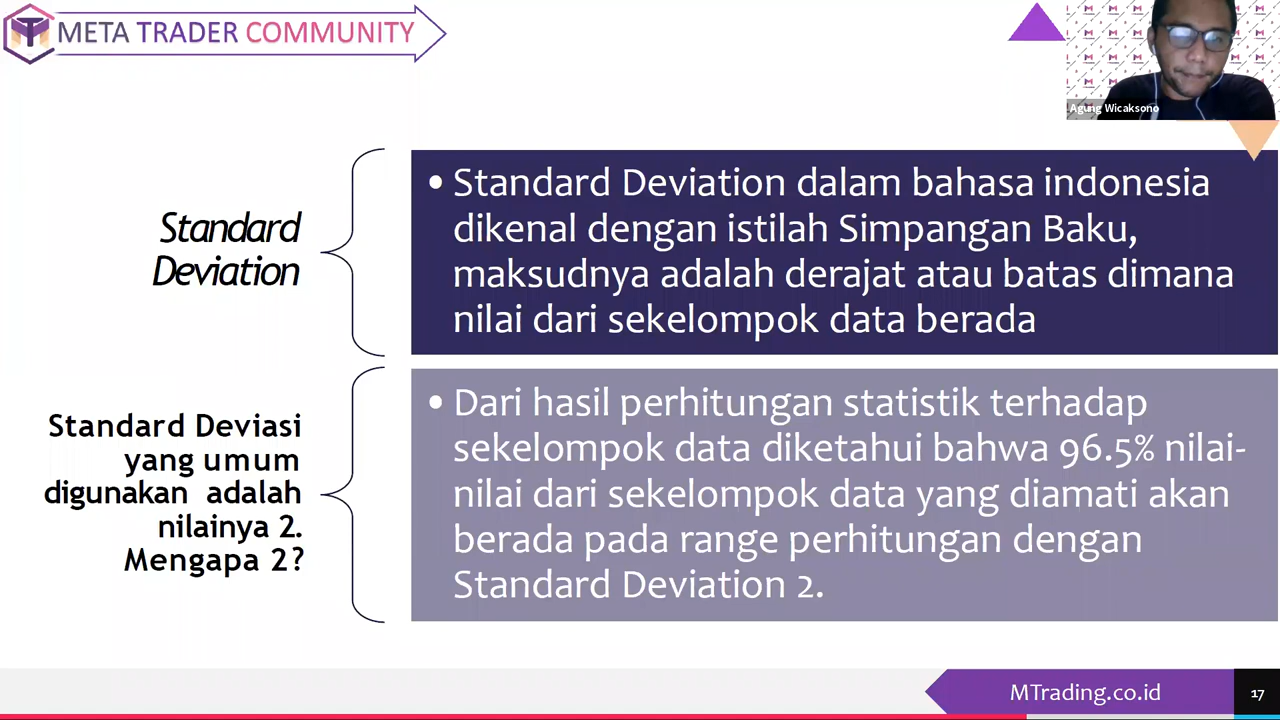 META TRADER COMMUNITY
Agung Wicaksono
Standard
Deviation
• Standard Deviation dalam bahasa indonesia
dikenal dengan istilah Simpangan Baku,
maksudnya adalah derajat atau batas dimana
nilai dari sekelompok data berada
Standard Deviasi
yang umum
digunakan adalah
nilainya 2.
Mengapa 2?
• Dari hasil perhitungan statistik terhadap
sekelompok data diketahui bahwa 96.5% nilai-
nilai dari sekelompok data yang diamati akan
berada pada range perhitungan dengan
Standard Deviation 2.
MTrading.co.id
17